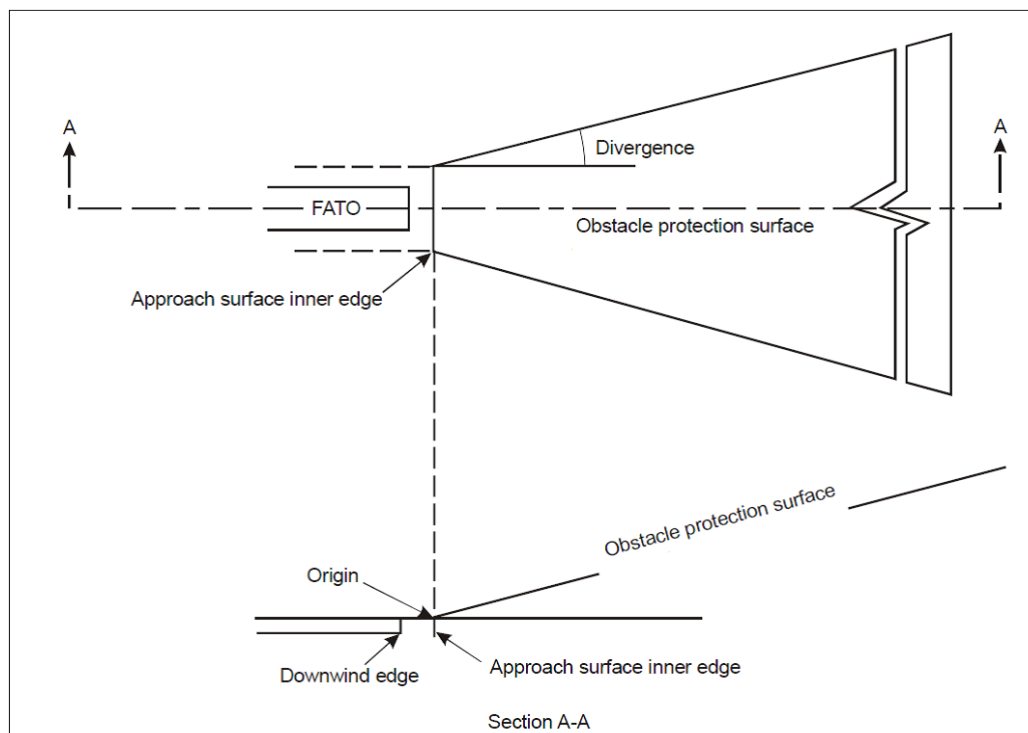 A
A
Divergence
FATO
Obstacle protection surface
Approach surface inner edge
Obstacle protection surface
Origin
Downwind edge
Approach surface inner edge
Section A-A